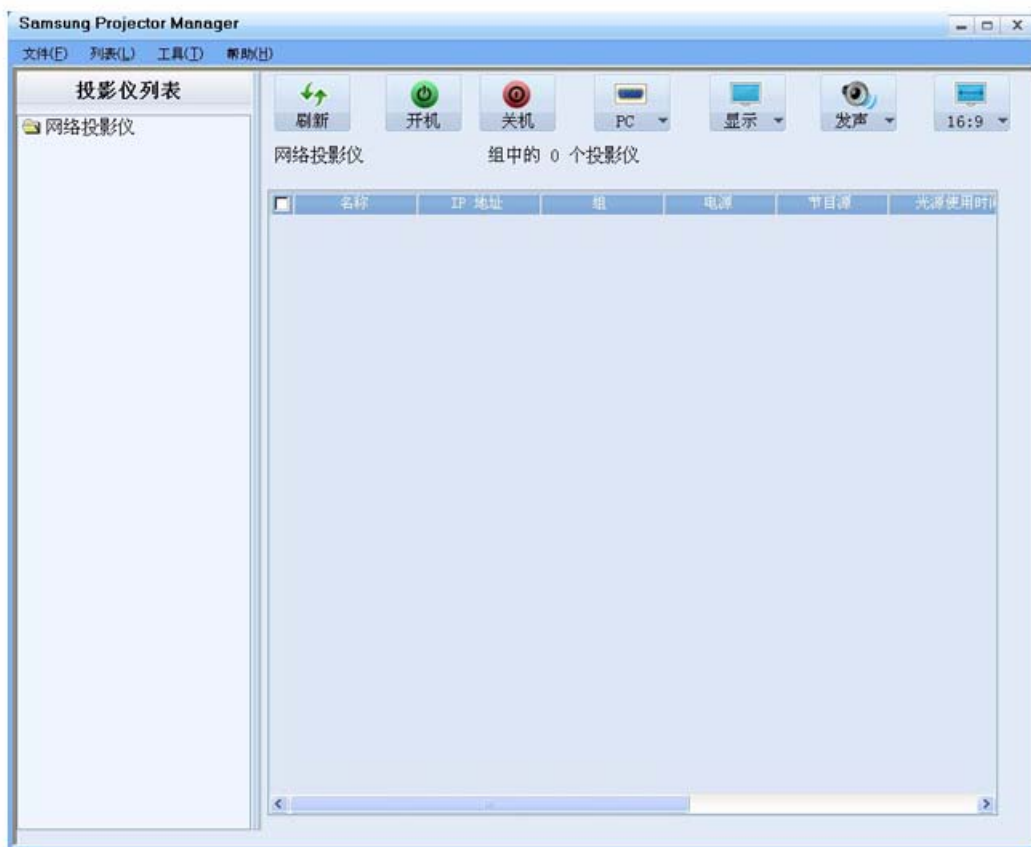 Samsung Projector Manager
文件(F) 列表(L) 工具(T) 帮助(H)
投影仪列表
网络投影仪
刷新 开机 关机 PC 显示 发声 16:9
网络投影仪 组中的 0 个投影仪
名称 IP 地址 组 电源 节目源 光源使用时间